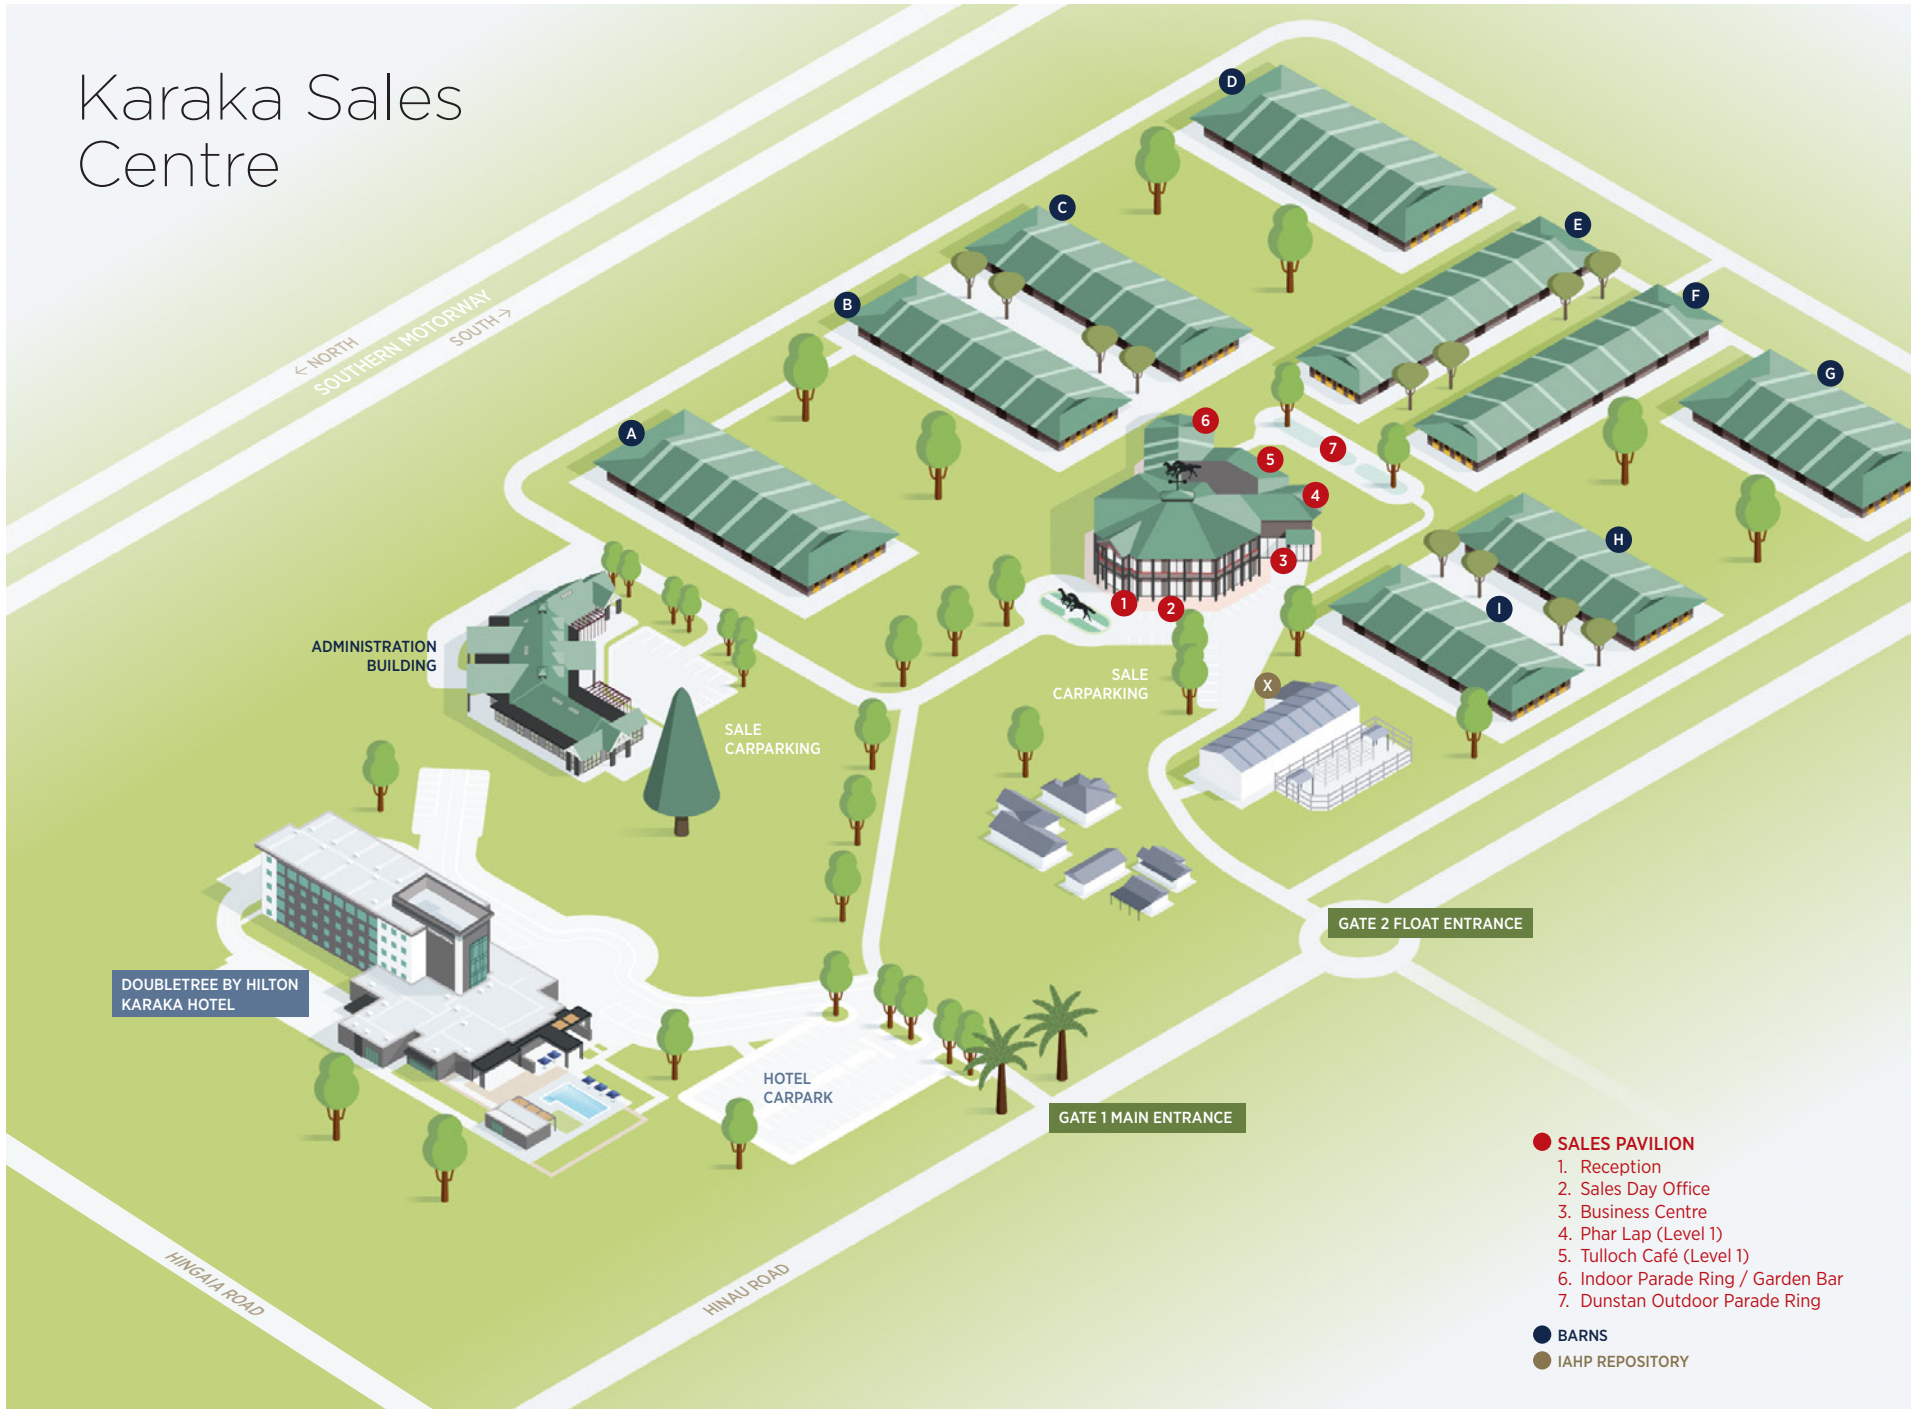 Karaka Sales
Centre
D
C
E
B
F
← NORTH
SOUTHERN MOTORWAY
SOUTH →
G
A
6
7
5
4
H
3
1
2
I
ADMINISTRATION
BUILDING
SALE
CARPARKING
X
SALE
CARPARKING
GATE 2 FLOAT ENTRANCE
DOUBLETREE BY HILTON
KARAKA HOTEL
HOTEL
CARPARK
GATE 1 MAIN ENTRANCE
HINGAIA ROAD
HINAU ROAD
SALES PAVILION
1. Reception
2. Sales Day Office
3. Business Centre
4. Phar Lap (Level 1)
5. Tulloch Café (Level 1)
6. Indoor Parade Ring / Garden Bar
7. Dunstan Outdoor Parade Ring
BARNS
IAHP REPOSITORY